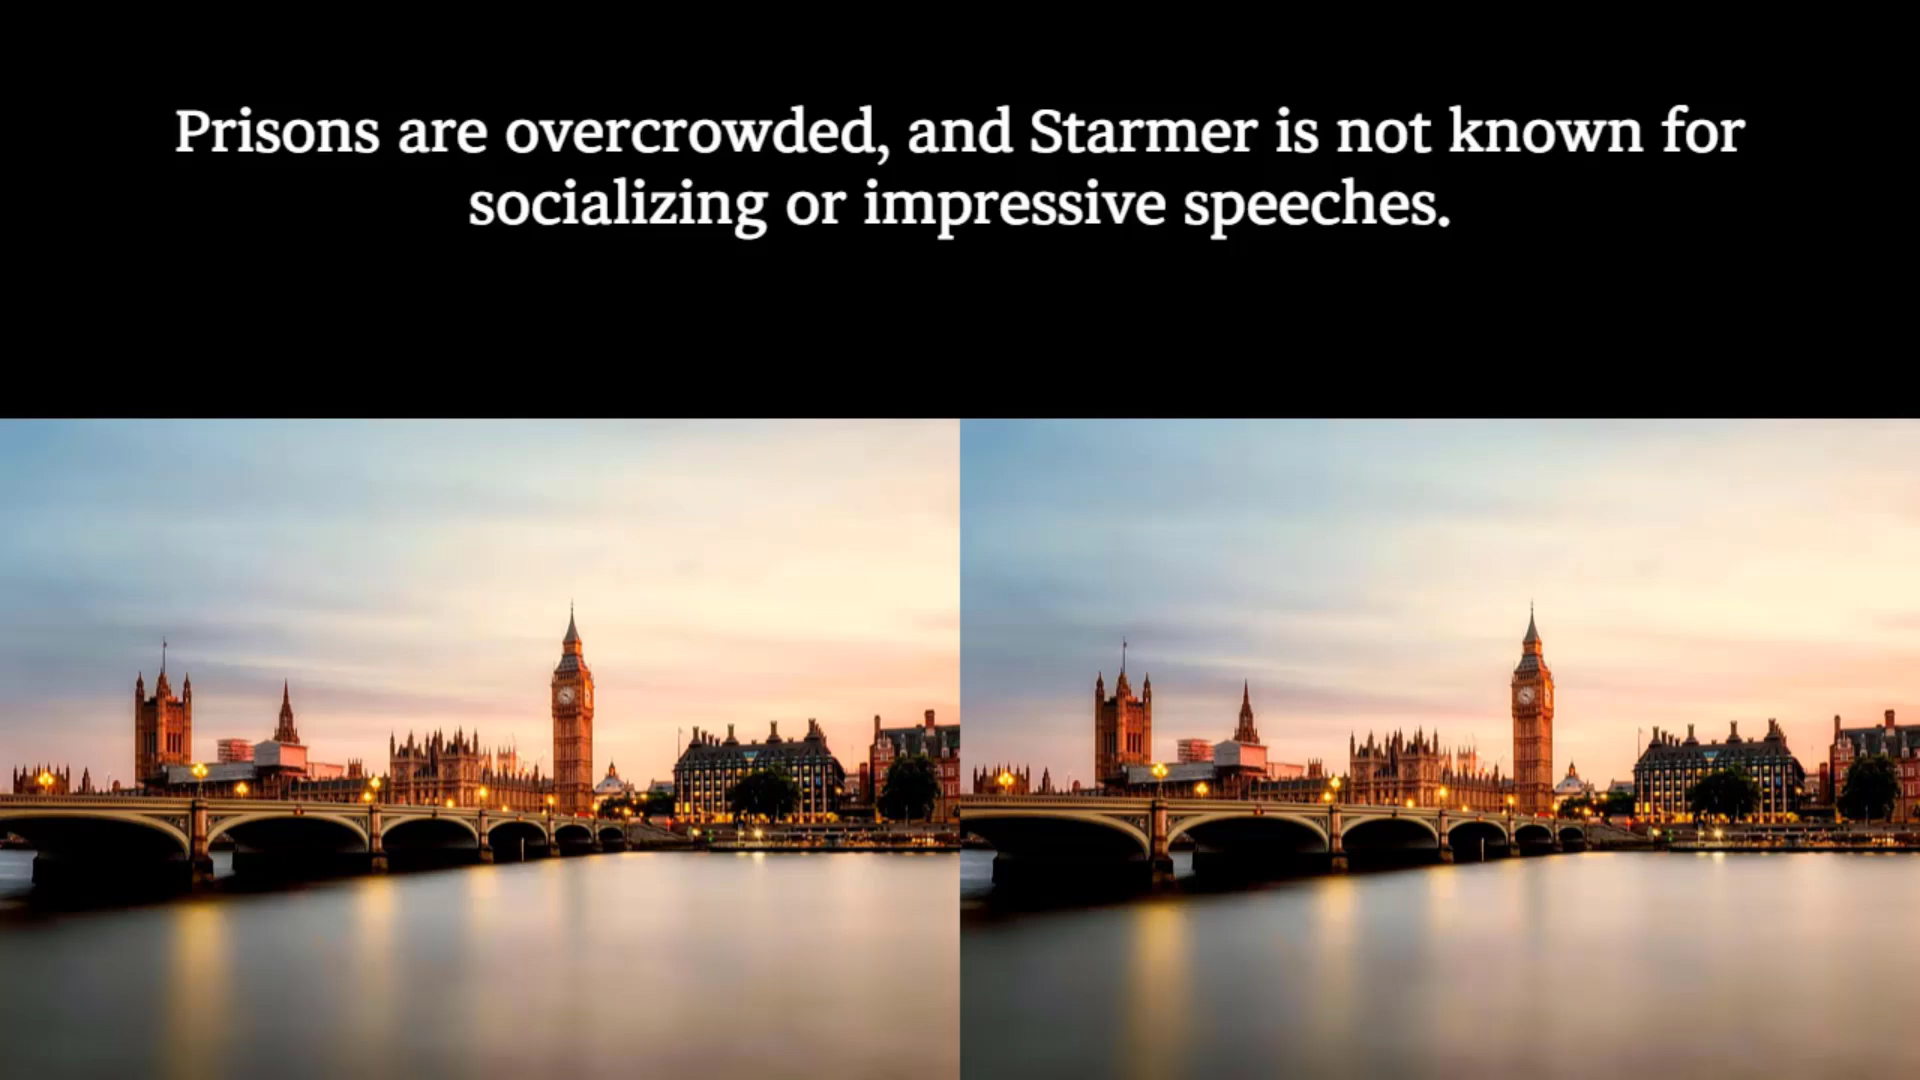 Prisons are overcrowded, and Starmer is not known for
socializing or impressive speeches.